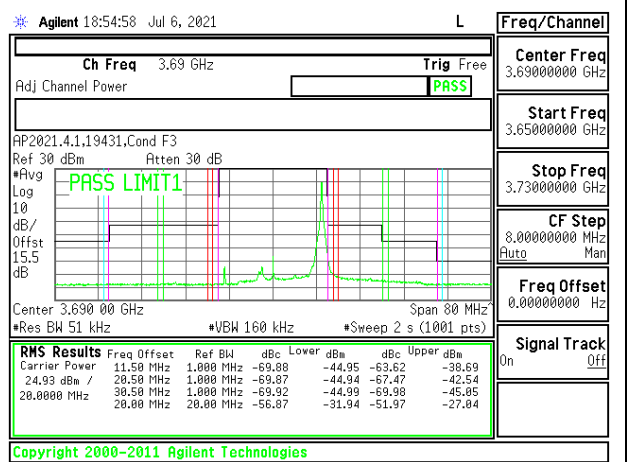 Agilent 18:54:58 Jul 6, 2021 L
Freq/Channel
Ch Freq 3.69 GHz Trig Free
Adj Channel Power PASS
Center Freq
3.69000000 GHz
Start Freq
3.65000000 GHz
Stop Freq
3.73000000 GHz
CF Step
8.00000000 MHz
Auto Man
Freq Offset
0.00000000 Hz
Signal Track
On Off
AP2021.4.1,19431,Cond F3
Ref 30 dBm Atten 30 dB
#Avg
Log
10
dB/
Offst
15.5
dB
PASS LIMIT1
Center 3.690 00 GHz Span 80 MHz
#Res BW 51 kHz #VBW 160 kHz #Sweep 2 s (1001 pts)
RMS Results Freq Offset Ref BW dBc Lower dBm dBc Upper dBm
Carrier Power 11.50 MHz 1.000 MHz -69.88 -44.95 -63.62 -38.69
24.93 dBm / 20.50 MHz 1.000 MHz -69.87 -44.94 -67.47 -42.54
20.0000 MHz 30.50 MHz 1.000 MHz -69.92 -44.99 -69.98 -45.05
20.00 MHz 20.00 MHz -56.87 -31.94 -51.97 -27.04
Copyright 2000-2011 Agilent Technologies